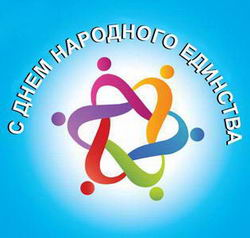 С ДНЕМ НАРОДНОГО ЕДИНСТВА